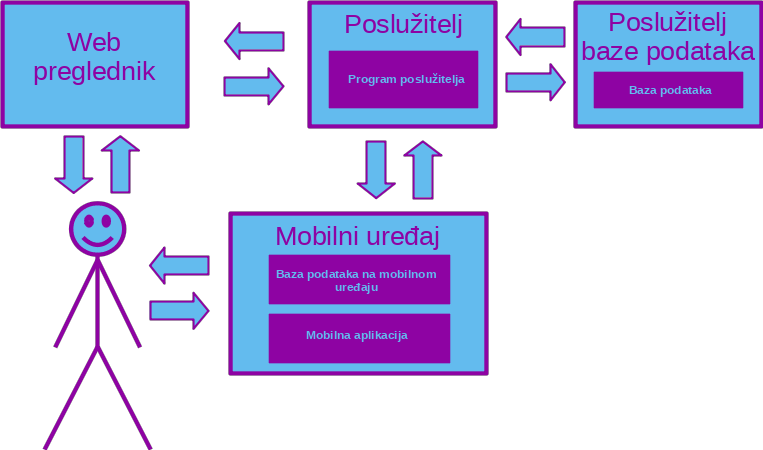 Web
preglednik
Poslužitelj
Program poslužitelja
Poslužitelj
baze podataka
Baza podataka
Mobilni uređaj
Baza podataka na mobilnom
uređaju
Mobilna aplikacija